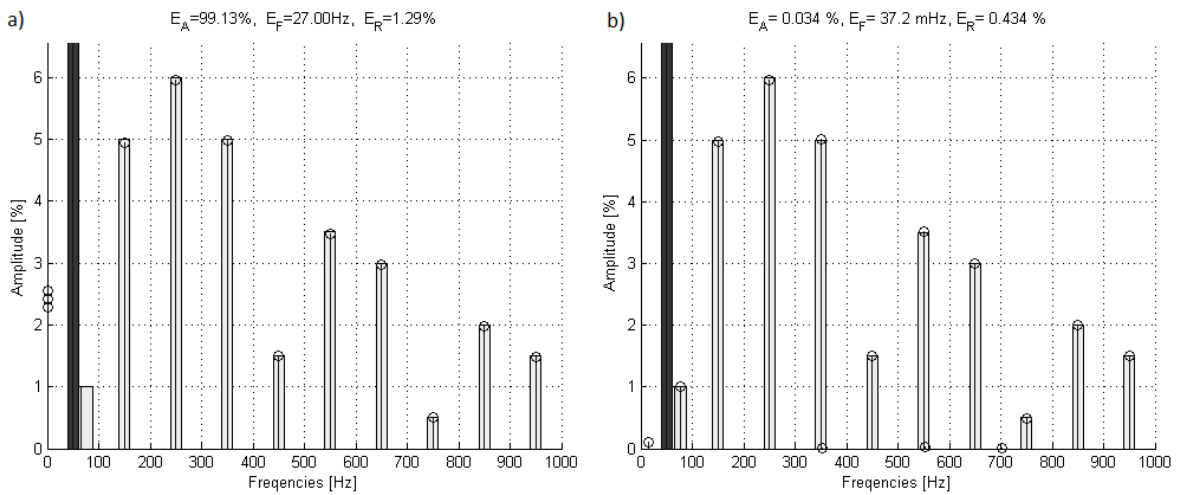 a)
E_A=99.13%, E_F=27.00Hz, E_R=1.29%
6
5
4
3
2
1
0
Amplitude [%]
0 100 200 300 400 500 600 700 800 900 1000
Freqencies [Hz]
b)
E_A= 0.034 %, E_F= 37.2 mHz, E_R= 0.434 %
6
5
4
3
2
1
0
Amplitude [%]
0 100 200 300 400 500 600 700 800 900 1000
Freqencies [Hz]